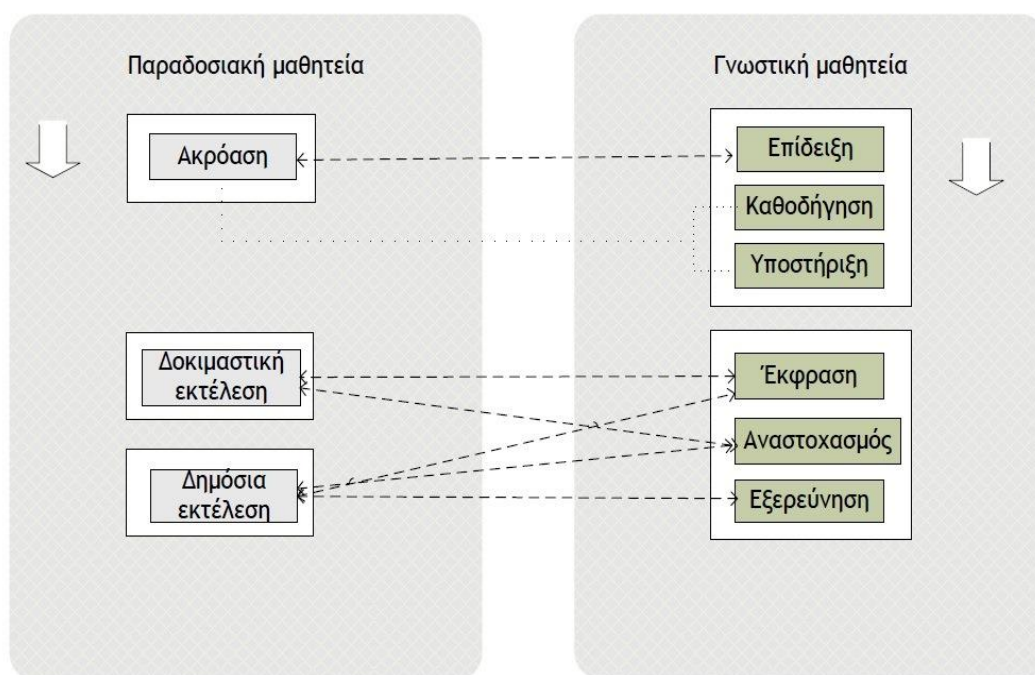 Παραδοσιακή μαθητεία
Ακρόαση
Δοκιμαστική
εκτέλεση
Δημόσια
εκτέλεση
Γνωστική μαθητεία
Επίδειξη
Καθοδήγηση
Υποστήριξη
Έκφραση
Αναστοχασμός
Εξερεύνηση